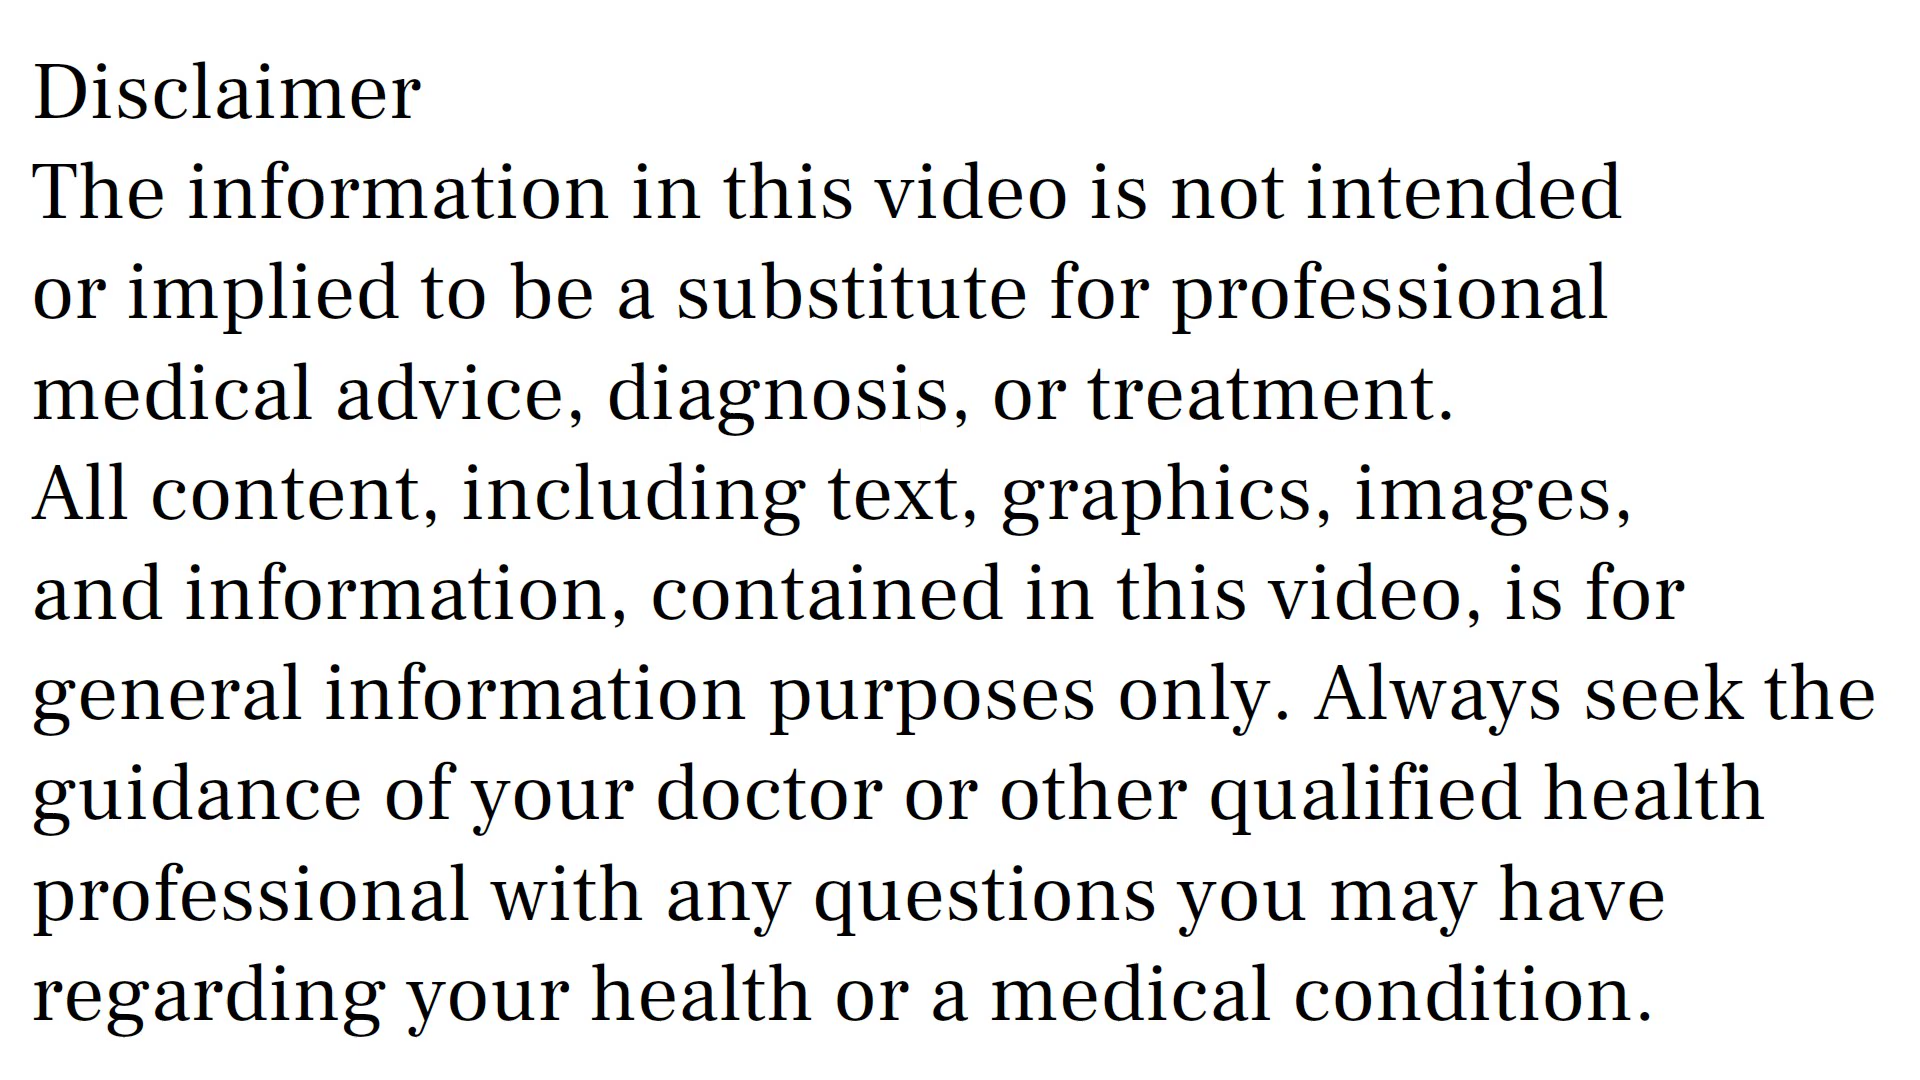 Disclaimer
The information in this video is not intended
or implied to be a substitute for professional
medical advice, diagnosis, or treatment.
All content, including text, graphics, images,
and information, contained in this video, is for
general information purposes only. Always seek the
guidance of your doctor or other qualified health
professional with any questions you may have
regarding your health or a medical condition.